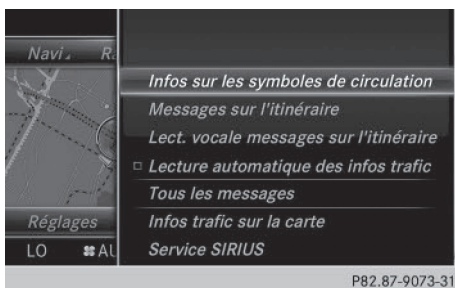 Navi
Infos sur les symboles de circulation
Messages sur l'itinéraire
Lect. vocale messages sur l'itinéraire
Lecture automatique des infos trafic
Tous les messages
Réglages
Infos trafic sur la carte
LO
Service SIRIUS
P82.87-9073-31